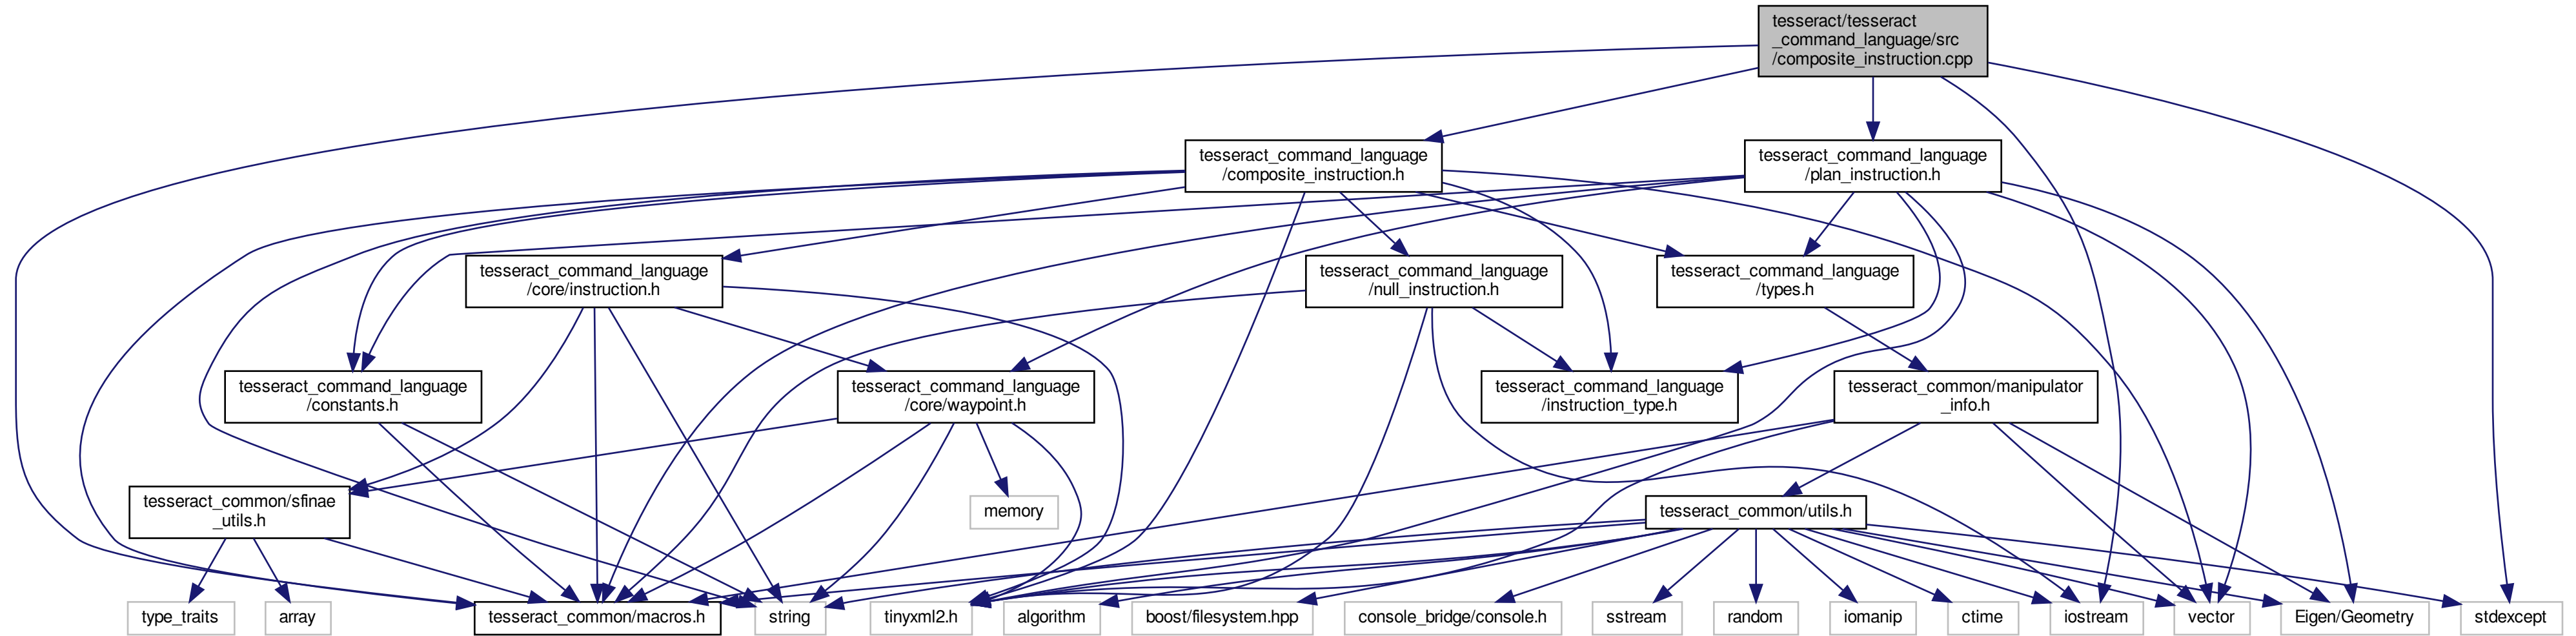 tesseract/tesseract
_command_language/src
/composite_instruction.cpp
tesseract_command_language
/composite_instruction.h
tesseract_command_language
/plan_instruction.h
tesseract_command_language
/core/instruction.h
tesseract_command_language
/null_instruction.h
tesseract_command_language
/types.h
tesseract_command_language
/constants.h
tesseract_command_language
/core/waypoint.h
tesseract_command_language
/instruction_type.h
tesseract_common/manipulator
_info.h
tesseract_common/sfinae
_utils.h
memory
tesseract_common/utils.h
type_traits
array
tesseract_common/macros.h
string
tinyxml2.h
algorithm
boost/filesystem.hpp
console_bridge/console.h
sstream
random
iomanip
ctime
iostream
vector
Eigen/Geometry
stdexcept